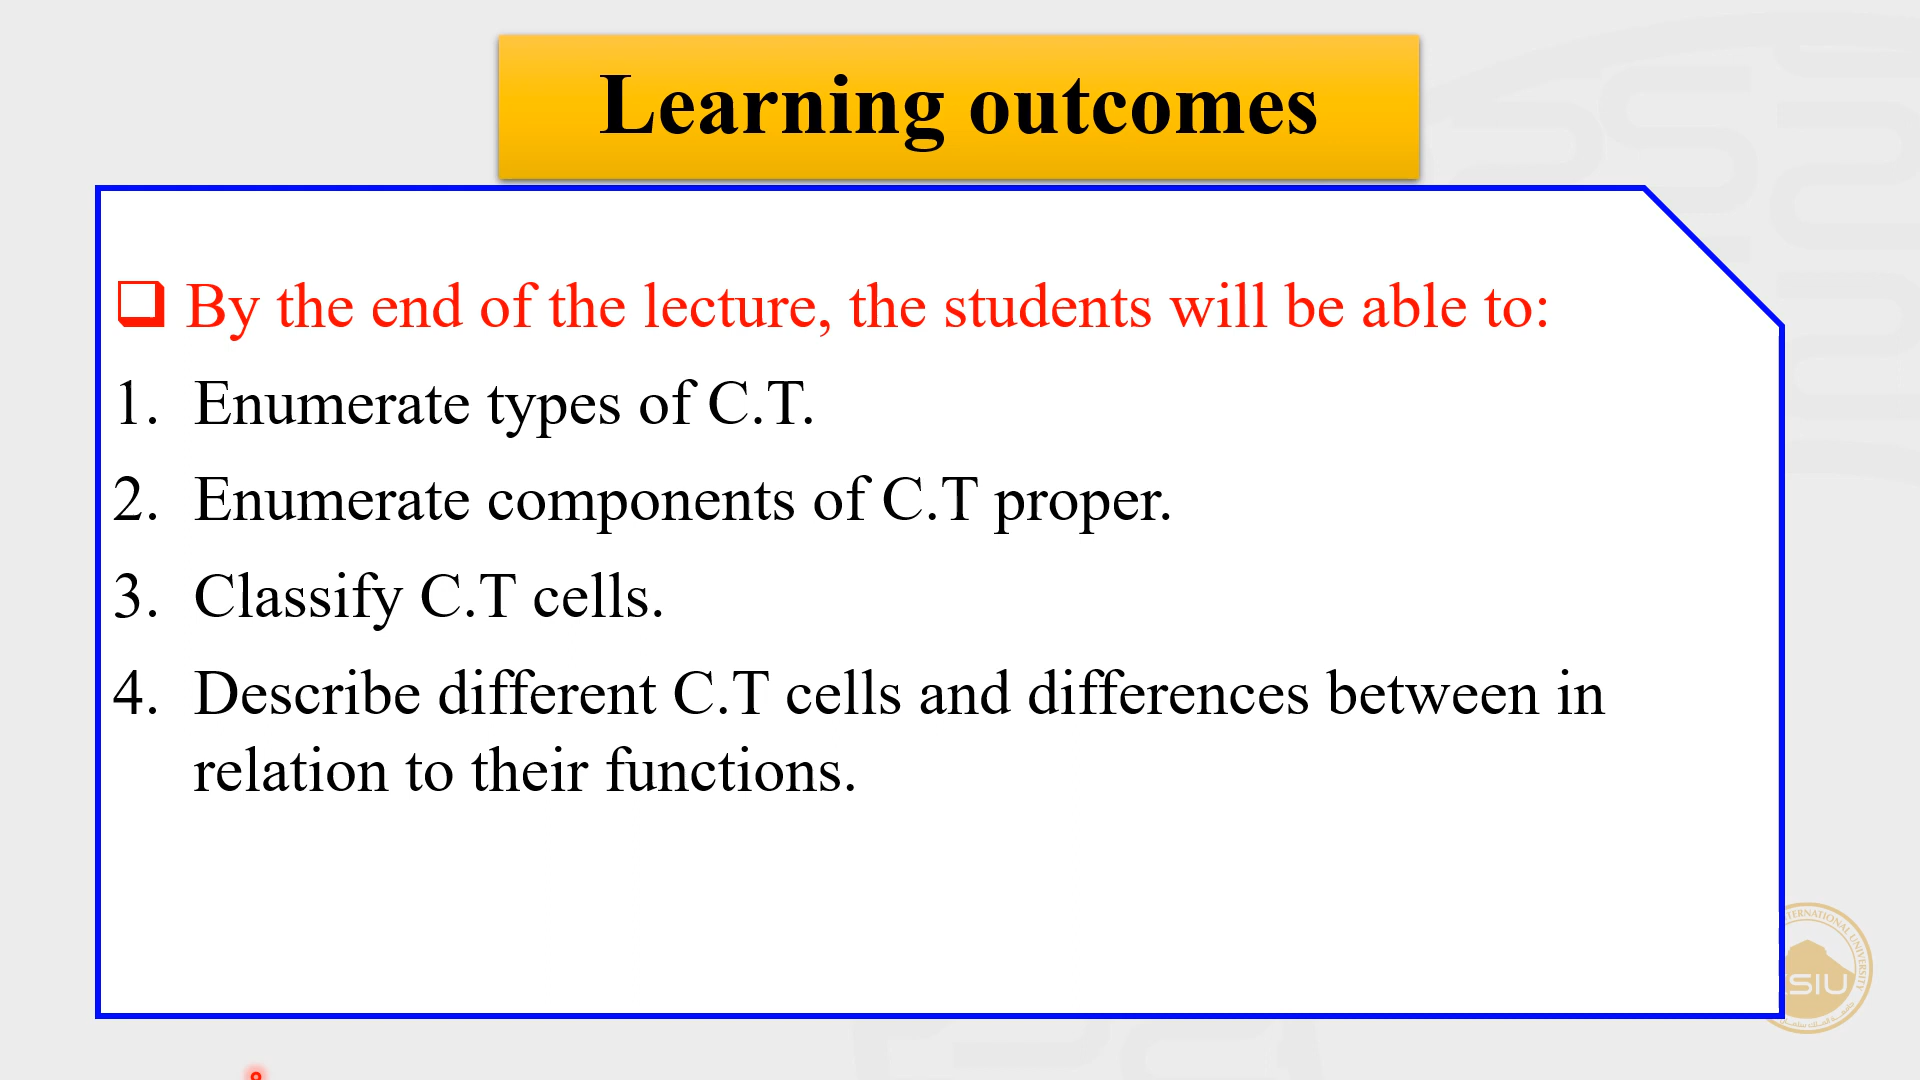 Learning outcomes
❑ By the end of the lecture, the students will be able to:
1. Enumerate types of C.T.
2. Enumerate components of C.T proper.
3. Classify C.T cells.
4. Describe different C.T cells and differences between in
relation to their functions.
TERNATIONAL UNIVERSITY
SIU